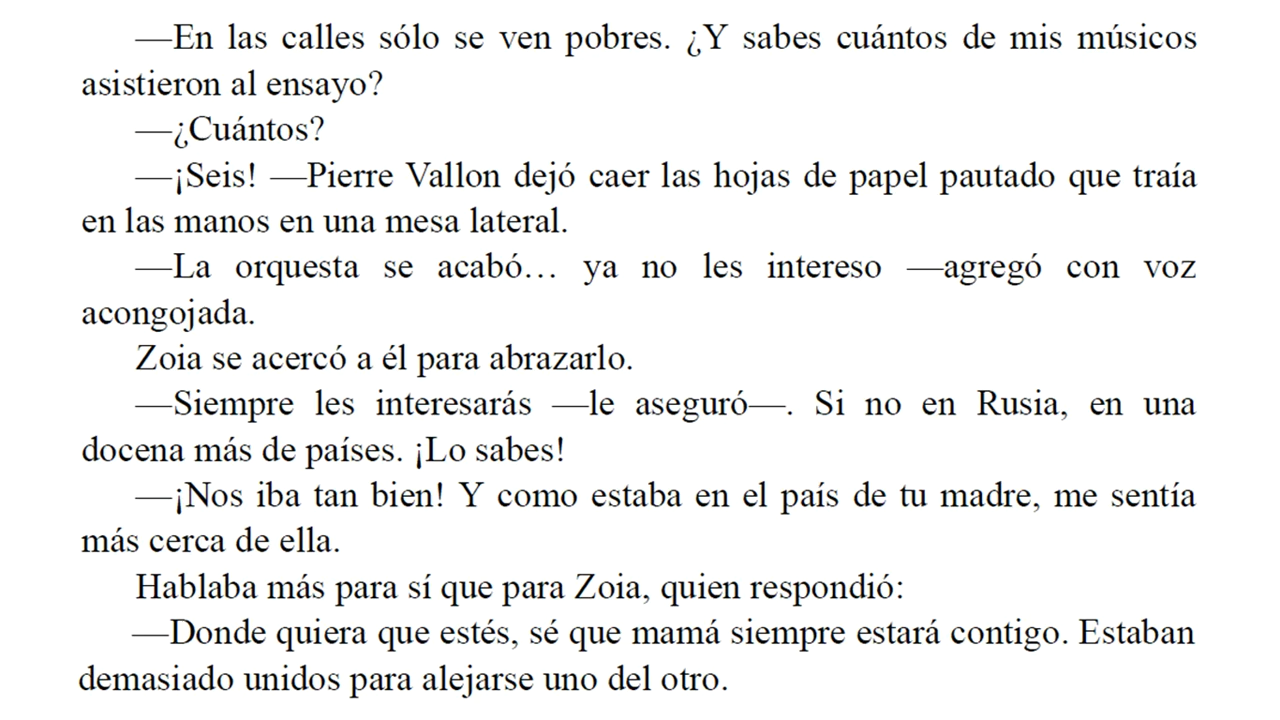 —En las calles sólo se ven pobres. ¿Y sabes cuántos de mis músicos
asistieron al ensayo?
—¿Cuántos?
—¡Seis! —Pierre Vallon dejó caer las hojas de papel pautado que traía
en las manos en una mesa lateral.
—La orquesta se acabó… ya no les intereso —agregó con voz
acongojada.
Zoia se acercó a él para abrazarlo.
—Siempre les interesarás —le aseguró—. Si no en Rusia, en una
docena más de países. ¡Lo sabes!
—¡Nos iba tan bien! Y como estaba en el país de tu madre, me sentía
más cerca de ella.
Hablaba más para sí que para Zoia, quien respondió:
—Donde quiera que estés, sé que mamá siempre estará contigo. Estaban
demasiado unidos para alejarse uno del otro.